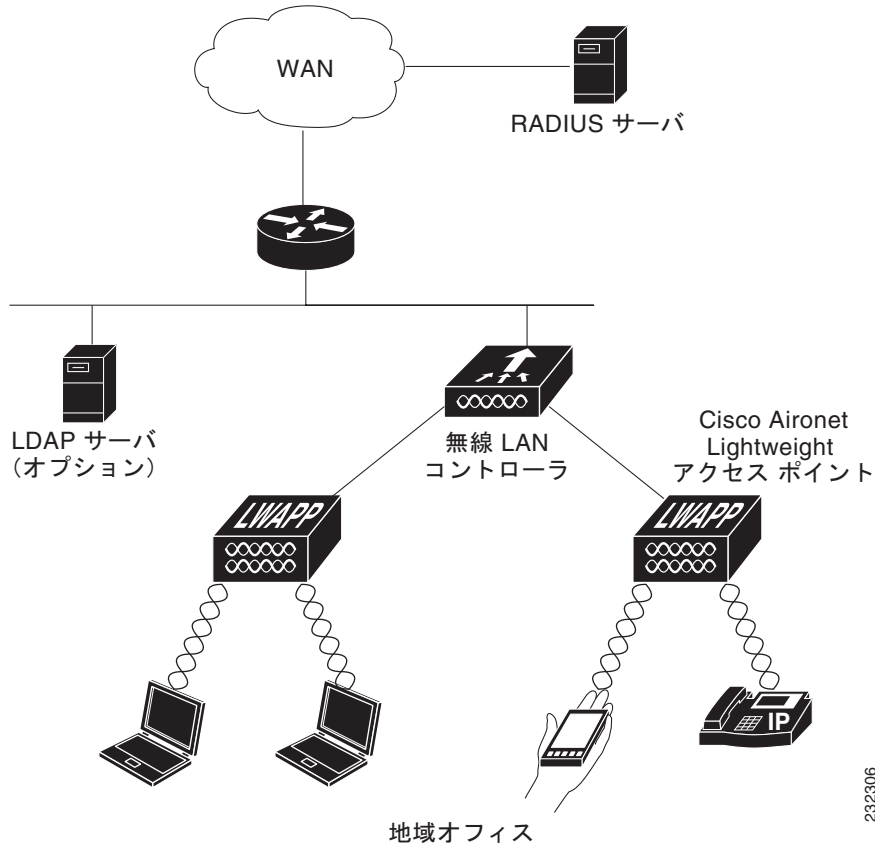 WAN
RADIUS サーバ
LDAP サーバ
(オプション)
無線 LAN
コントローラ
Cisco Aironet
Lightweight
アクセス ポイント
LWAPP
LWAPP
IP
地域オフィス
232306